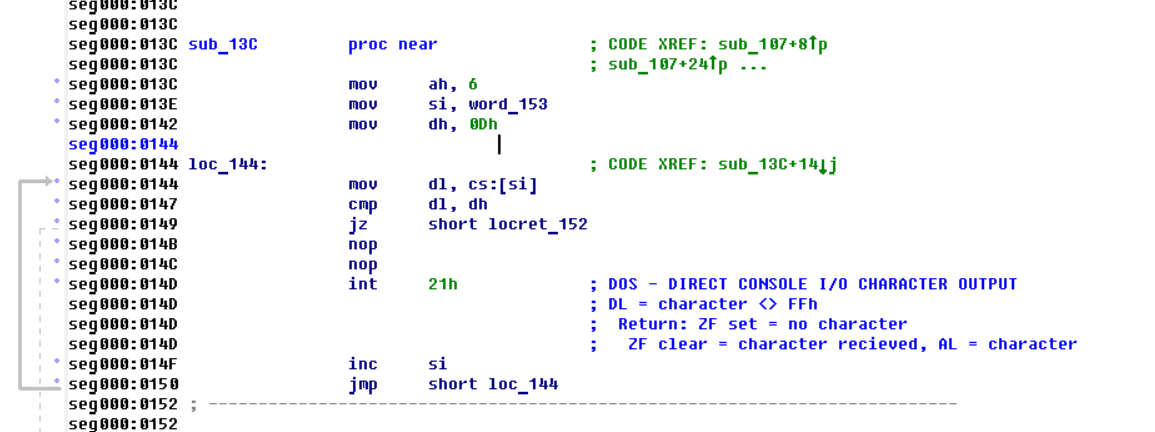 seg000:013C
seg000:013C
seg000:013C sub_13C proc near ; CODE XREF: sub_107+8↑p
seg000:013C ; sub_107+24↑p ...
seg000:013C mov ah, 6
seg000:013E mov si, word_153
seg000:0142 mov dh, 0Dh
seg000:0144
seg000:0144 loc_144: ; CODE XREF: sub_13C+14↓j
seg000:0144 mov dl, cs:[si]
seg000:0147 cmp dl, dh
seg000:0149 jz short locret_152
seg000:014B nop
seg000:014C nop
seg000:014D int 21h ; DOS - DIRECT CONSOLE I/O CHARACTER OUTPUT
seg000:014D ; DL = character <> FFh
seg000:014D ; Return: ZF set = no character
seg000:014D ; ZF clear = character recieved, AL = character
seg000:014F inc si
seg000:0150 jmp short loc_144
seg000:0152 ; ---------------------------------------------------------------------------
seg000:0152